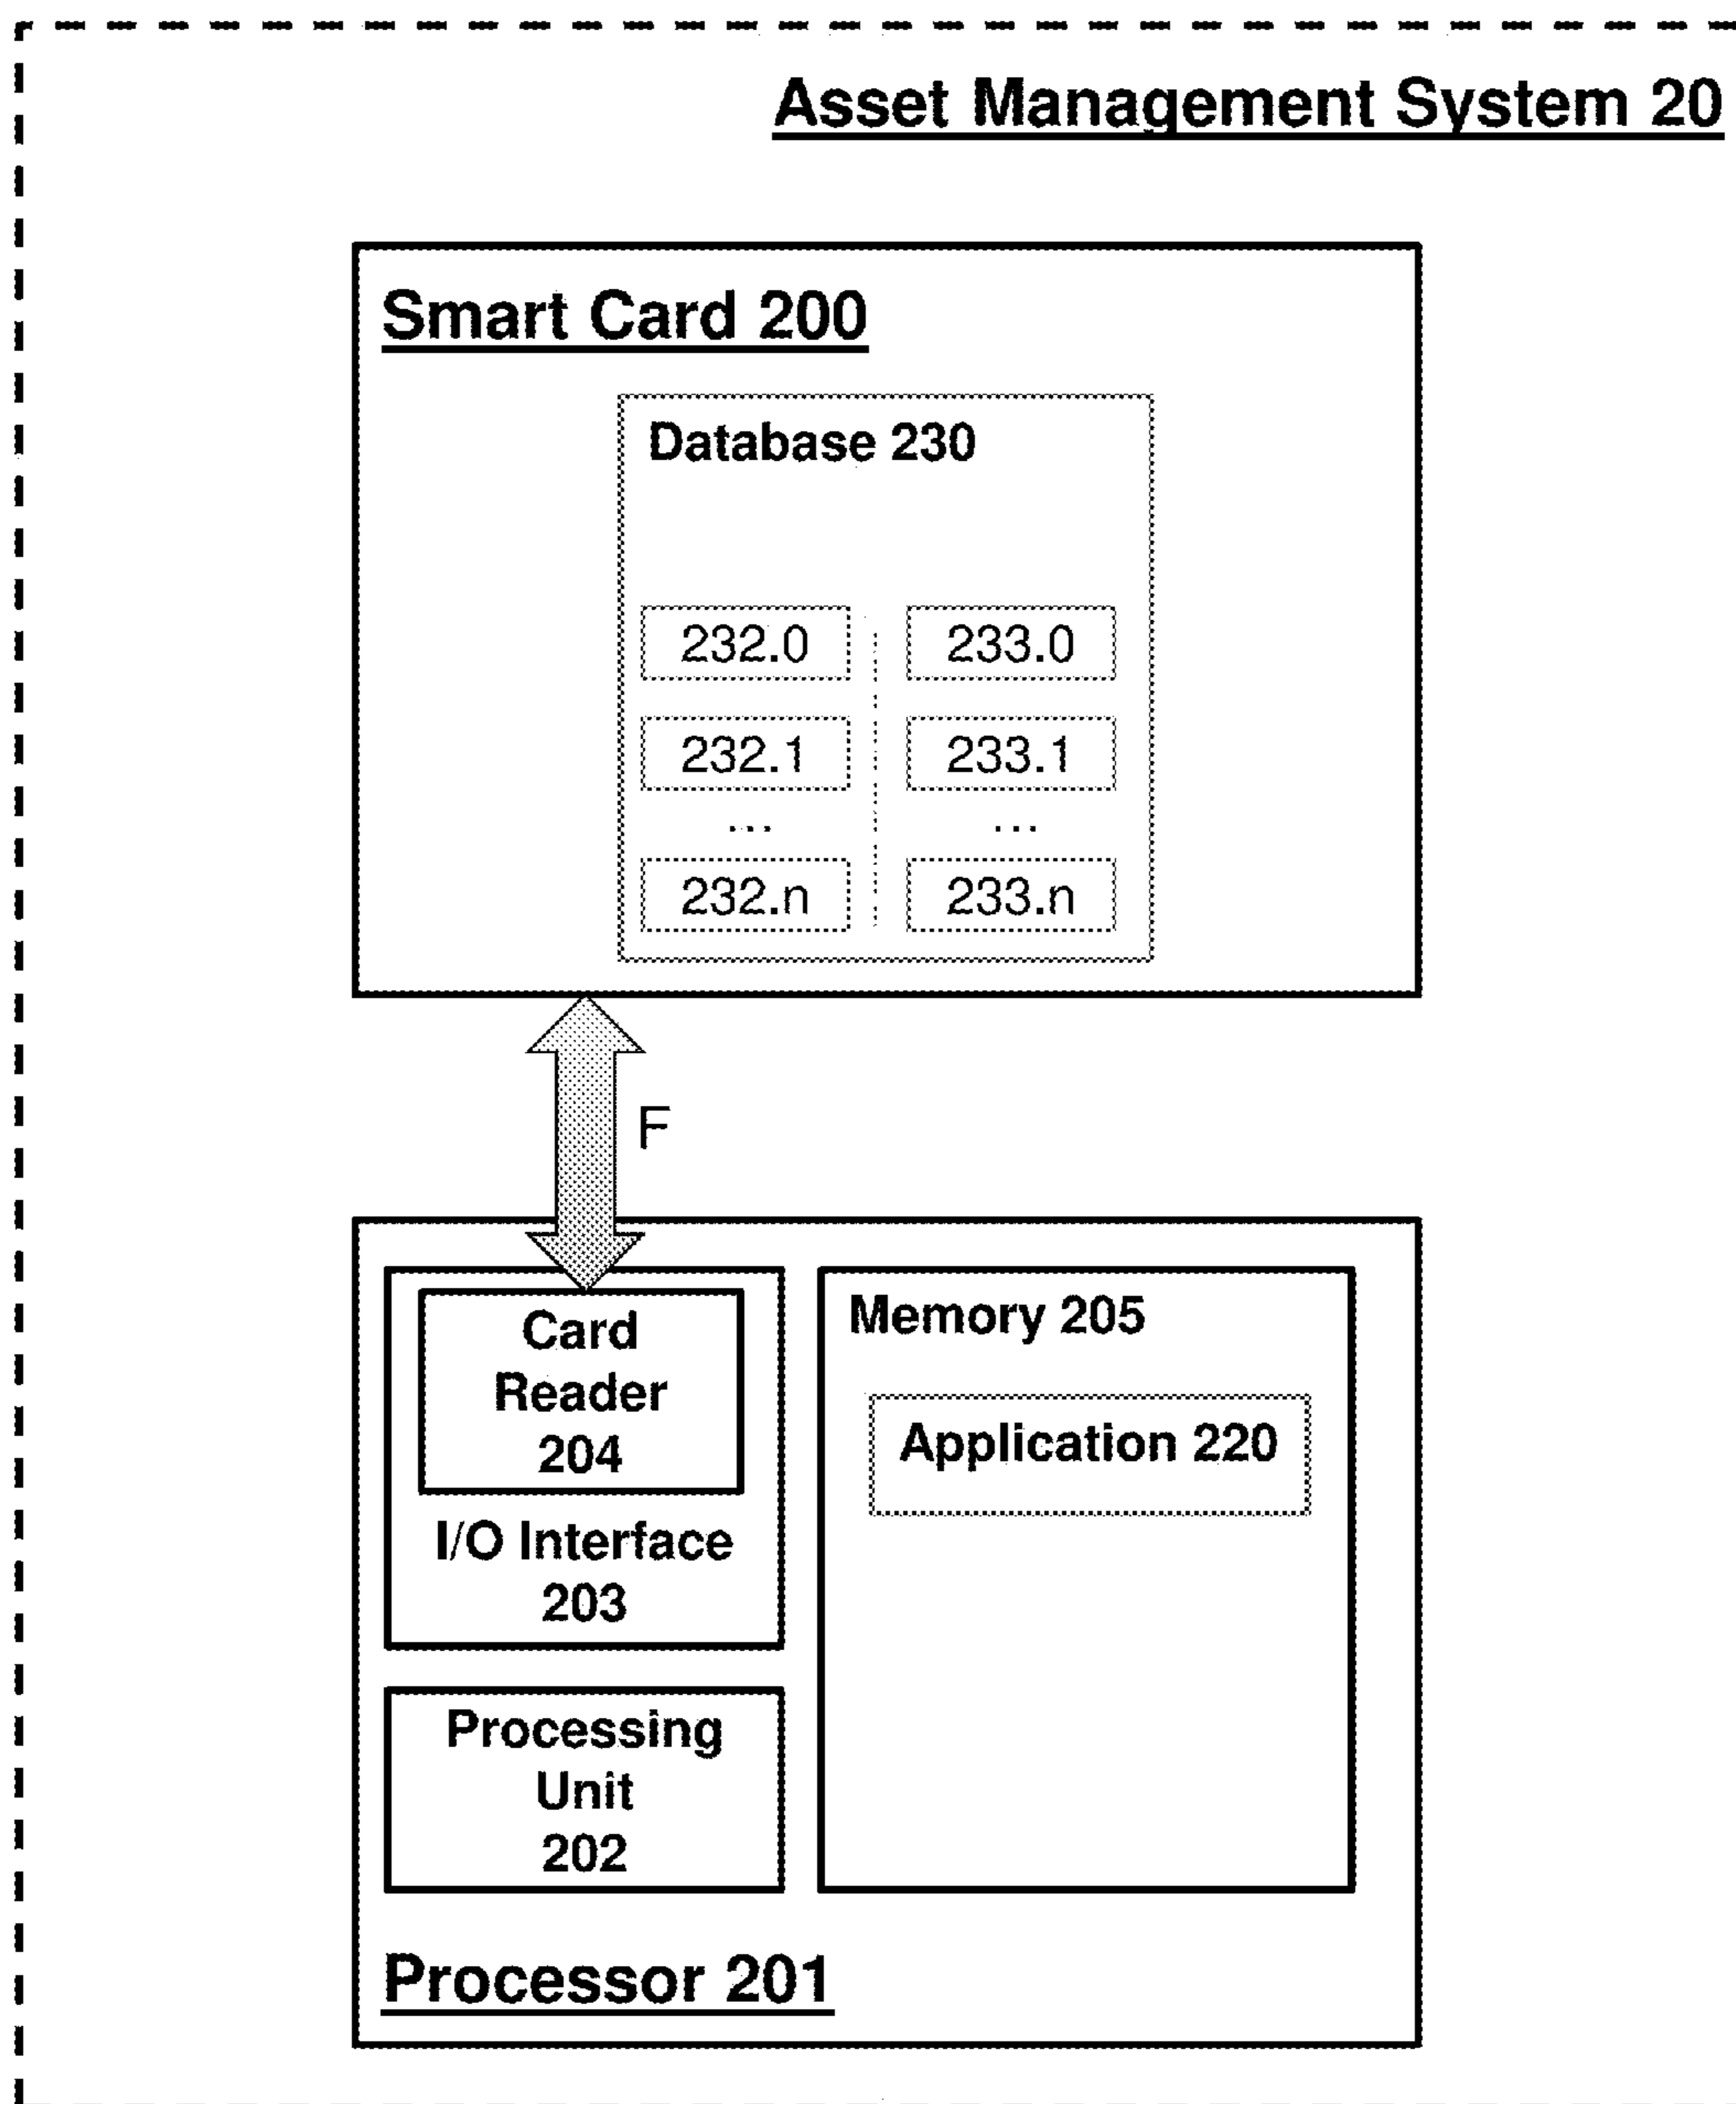 Asset Management System 20
Smart Card 200
Database 230
232.0 233.0
232.1 233.1
... ...
232.n 233.n
F
Card
Reader
204
I/O Interface
203
Memory 205
Application 220
Processing
Unit
202
Processor 201